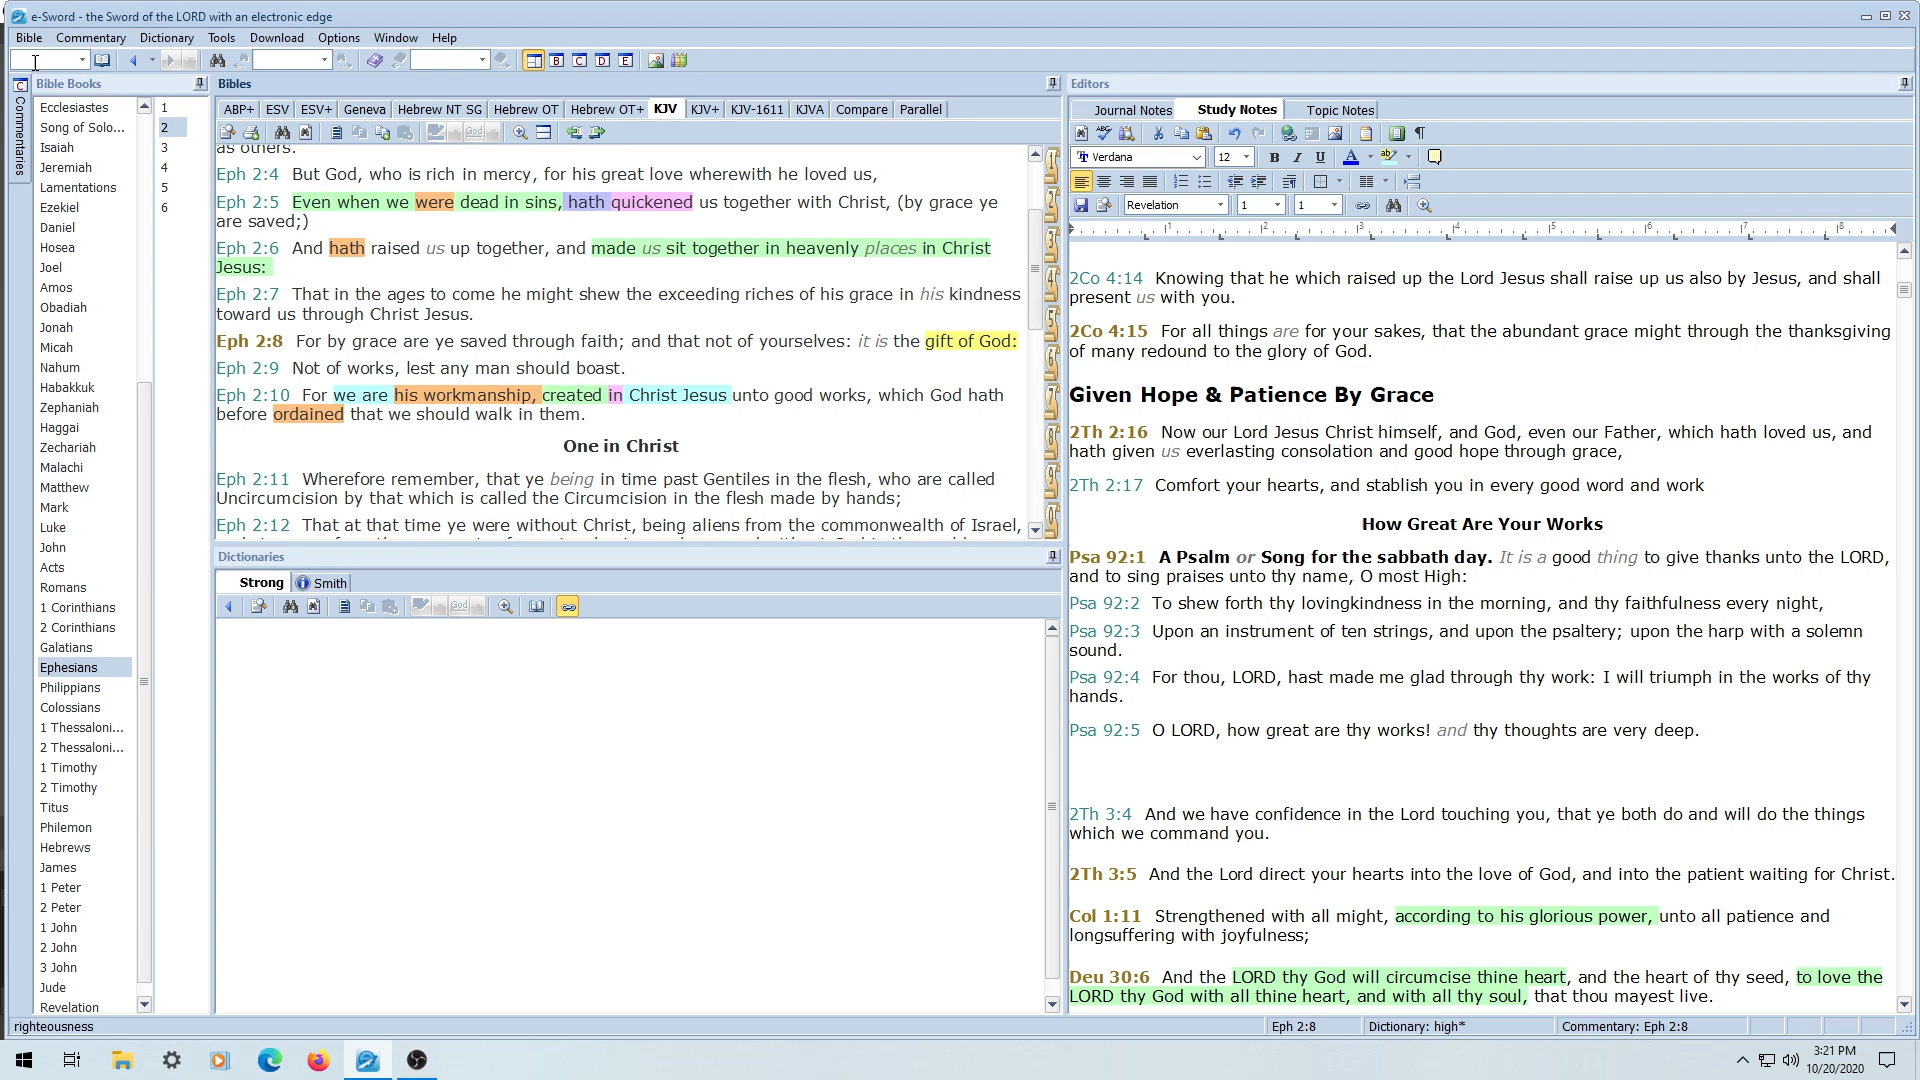 e-Sword - the Sword of the LORD with an electronic edge
Bible Commentary Dictionary Tools Download Options Window Help
B C D E
Commentaries
Bible Books
Ecclesiastes
Song of Solo...
Isaiah
Jeremiah
Lamentations
Ezekiel
Daniel
Hosea
Joel
Amos
Obadiah
Jonah
Micah
Nahum
Habakkuk
Zephaniah
Haggai
Zechariah
Malachi
Matthew
Mark
Luke
John
Acts
Romans
1 Corinthians
2 Corinthians
Galatians
Ephesians
Philippians
Colossians
1 Thessaloni...
2 Thessaloni...
1 Timothy
2 Timothy
Titus
Philemon
Hebrews
James
1 Peter
2 Peter
1 John
2 John
3 John
Jude
Revelation
1
2
3
4
5
6
Bibles
ABP+ ESV ESV+ Geneva Hebrew NT SG Hebrew OT Hebrew OT+ KJV KJV+ KJV-1611 KJVA Compare Parallel
as others.
Eph 2:4 But God, who is rich in mercy, for his great love wherewith he loved us,
Eph 2:5 Even when we were dead in sins, hath quickened us together with Christ, (by grace ye
are saved;)
Eph 2:6 And hath raised us up together, and made us sit together in heavenly places in Christ
Jesus:
Eph 2:7 That in the ages to come he might shew the exceeding riches of his grace in his kindness
toward us through Christ Jesus.
Eph 2:8 For by grace are ye saved through faith; and that not of yourselves: it is the gift of God:
Eph 2:9 Not of works, lest any man should boast.
Eph 2:10 For we are his workmanship, created in Christ Jesus unto good works, which God hath
before ordained that we should walk in them.
One in Christ
Eph 2:11 Wherefore remember, that ye being in time past Gentiles in the flesh, who are called
Uncircumcision by that which is called the Circumcision in the flesh made by hands;
Eph 2:12 That at that time ye were without Christ, being aliens from the commonwealth of Israel,
1
2
3
4
5
6
7
8
9
0
Dictionaries
Strong Smith
Editors
Journal Notes Study Notes Topic Notes
Verdana 12 B I U A ab
Revelation 1 1
1 2 3 4 5 6 7 8
2Co 4:14 Knowing that he which raised up the Lord Jesus shall raise up us also by Jesus, and shall
present us with you.
2Co 4:15 For all things are for your sakes, that the abundant grace might through the thanksgiving
of many redound to the glory of God.
Given Hope & Patience By Grace
2Th 2:16 Now our Lord Jesus Christ himself, and God, even our Father, which hath loved us, and
hath given us everlasting consolation and good hope through grace,
2Th 2:17 Comfort your hearts, and stablish you in every good word and work
How Great Are Your Works
Psa 92:1 A Psalm or Song for the sabbath day. It is a good thing to give thanks unto the LORD,
and to sing praises unto thy name, O most High:
Psa 92:2 To shew forth thy lovingkindness in the morning, and thy faithfulness every night,
Psa 92:3 Upon an instrument of ten strings, and upon the psaltery; upon the harp with a solemn
sound.
Psa 92:4 For thou, LORD, hast made me glad through thy work: I will triumph in the works of thy
hands.
Psa 92:5 O LORD, how great are thy works! and thy thoughts are very deep.
2Th 3:4 And we have confidence in the Lord touching you, that ye both do and will do the things
which we command you.
2Th 3:5 And the Lord direct your hearts into the love of God, and into the patient waiting for Christ.
Col 1:11 Strengthened with all might, according to his glorious power, unto all patience and
longsuffering with joyfulness;
Deu 30:6 And the LORD thy God will circumcise thine heart, and the heart of thy seed, to love the
LORD thy God with all thine heart, and with all thy soul, that thou mayest live.
righteousness Eph 2:8 Dictionary: high* Commentary: Eph 2:8
3:21 PM
10/20/2020